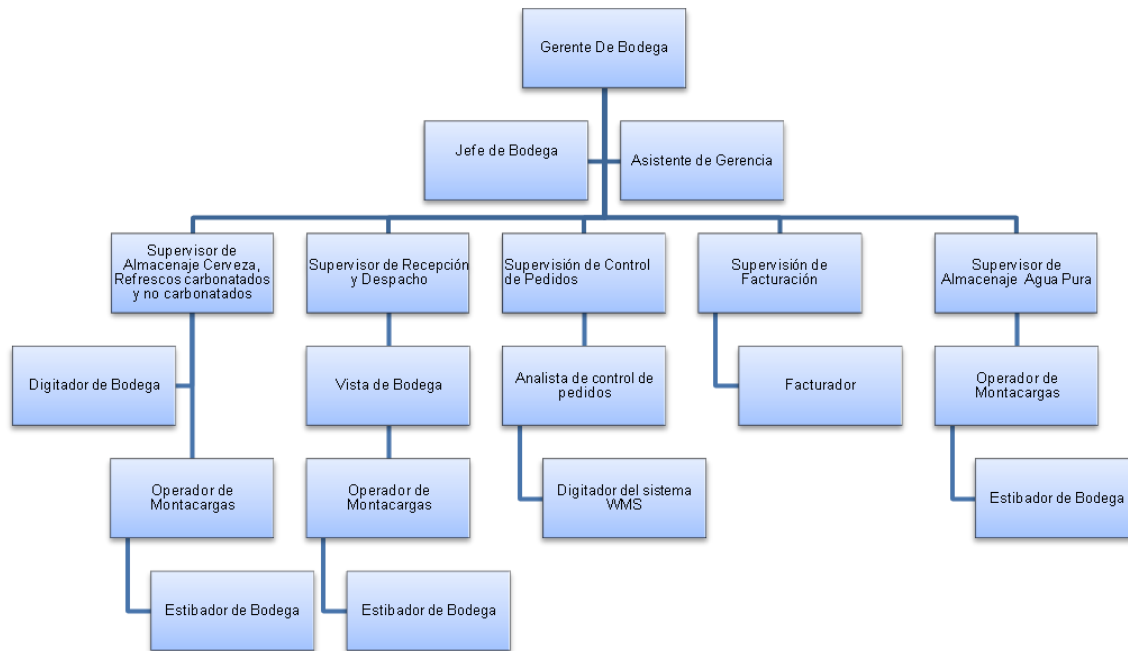 Gerente De Bodega
Jefe de Bodega
Asistente de Gerencia
Supervisor de
Almacenaje Cerveza,
Refrescos carbonatados
y no carbonatados
Supervisor de Recepción
y Despacho
Supervisión de Control
de Pedidos
Supervisión de
Facturación
Supervisor de
Almacenaje Agua Pura
Digitador de Bodega
Vista de Bodega
Analista de control de
pedidos
Facturador
Operador de
Montacargas
Operador de
Montacargas
Operador de
Montacargas
Digitador del sistema
WMS
Estibador de Bodega
Estibador de Bodega
Estibador de Bodega